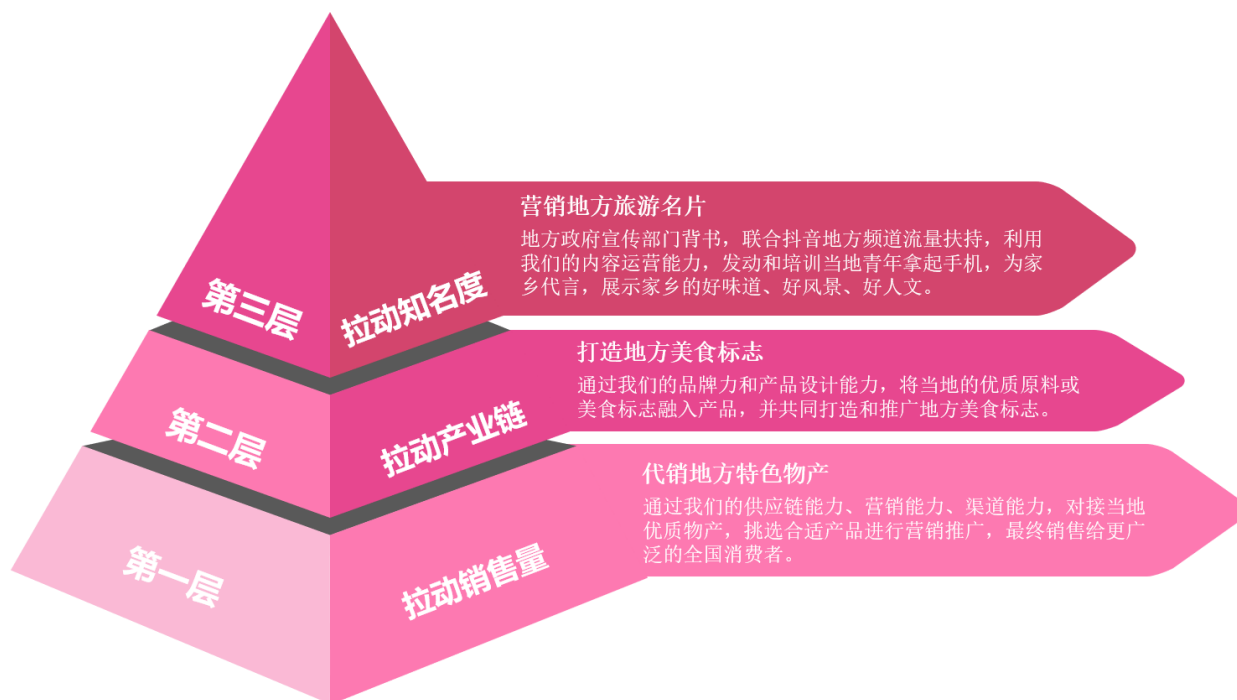 营销地方旅游名片
地方政府宣传部门背书，联合抖音地方频道流量扶持，利用
我们的内容运营能力，发动和培训当地青年拿起手机，为家
乡代言，展示家乡的好味道、好风景、好人文。
第三层
拉动知名度
打造地方美食标志
通过我们的品牌力和产品设计能力，将当地的优质原料或
美食标志融入产品，并共同打造和推广地方美食标志。
第二层
拉动产业链
代销地方特色物产
通过我们的供应链能力、营销能力、渠道能力，对接当地
优质物产，挑选合适产品进行营销推广，最终销售给更广
泛的全国消费者。
第一层
拉动销售量